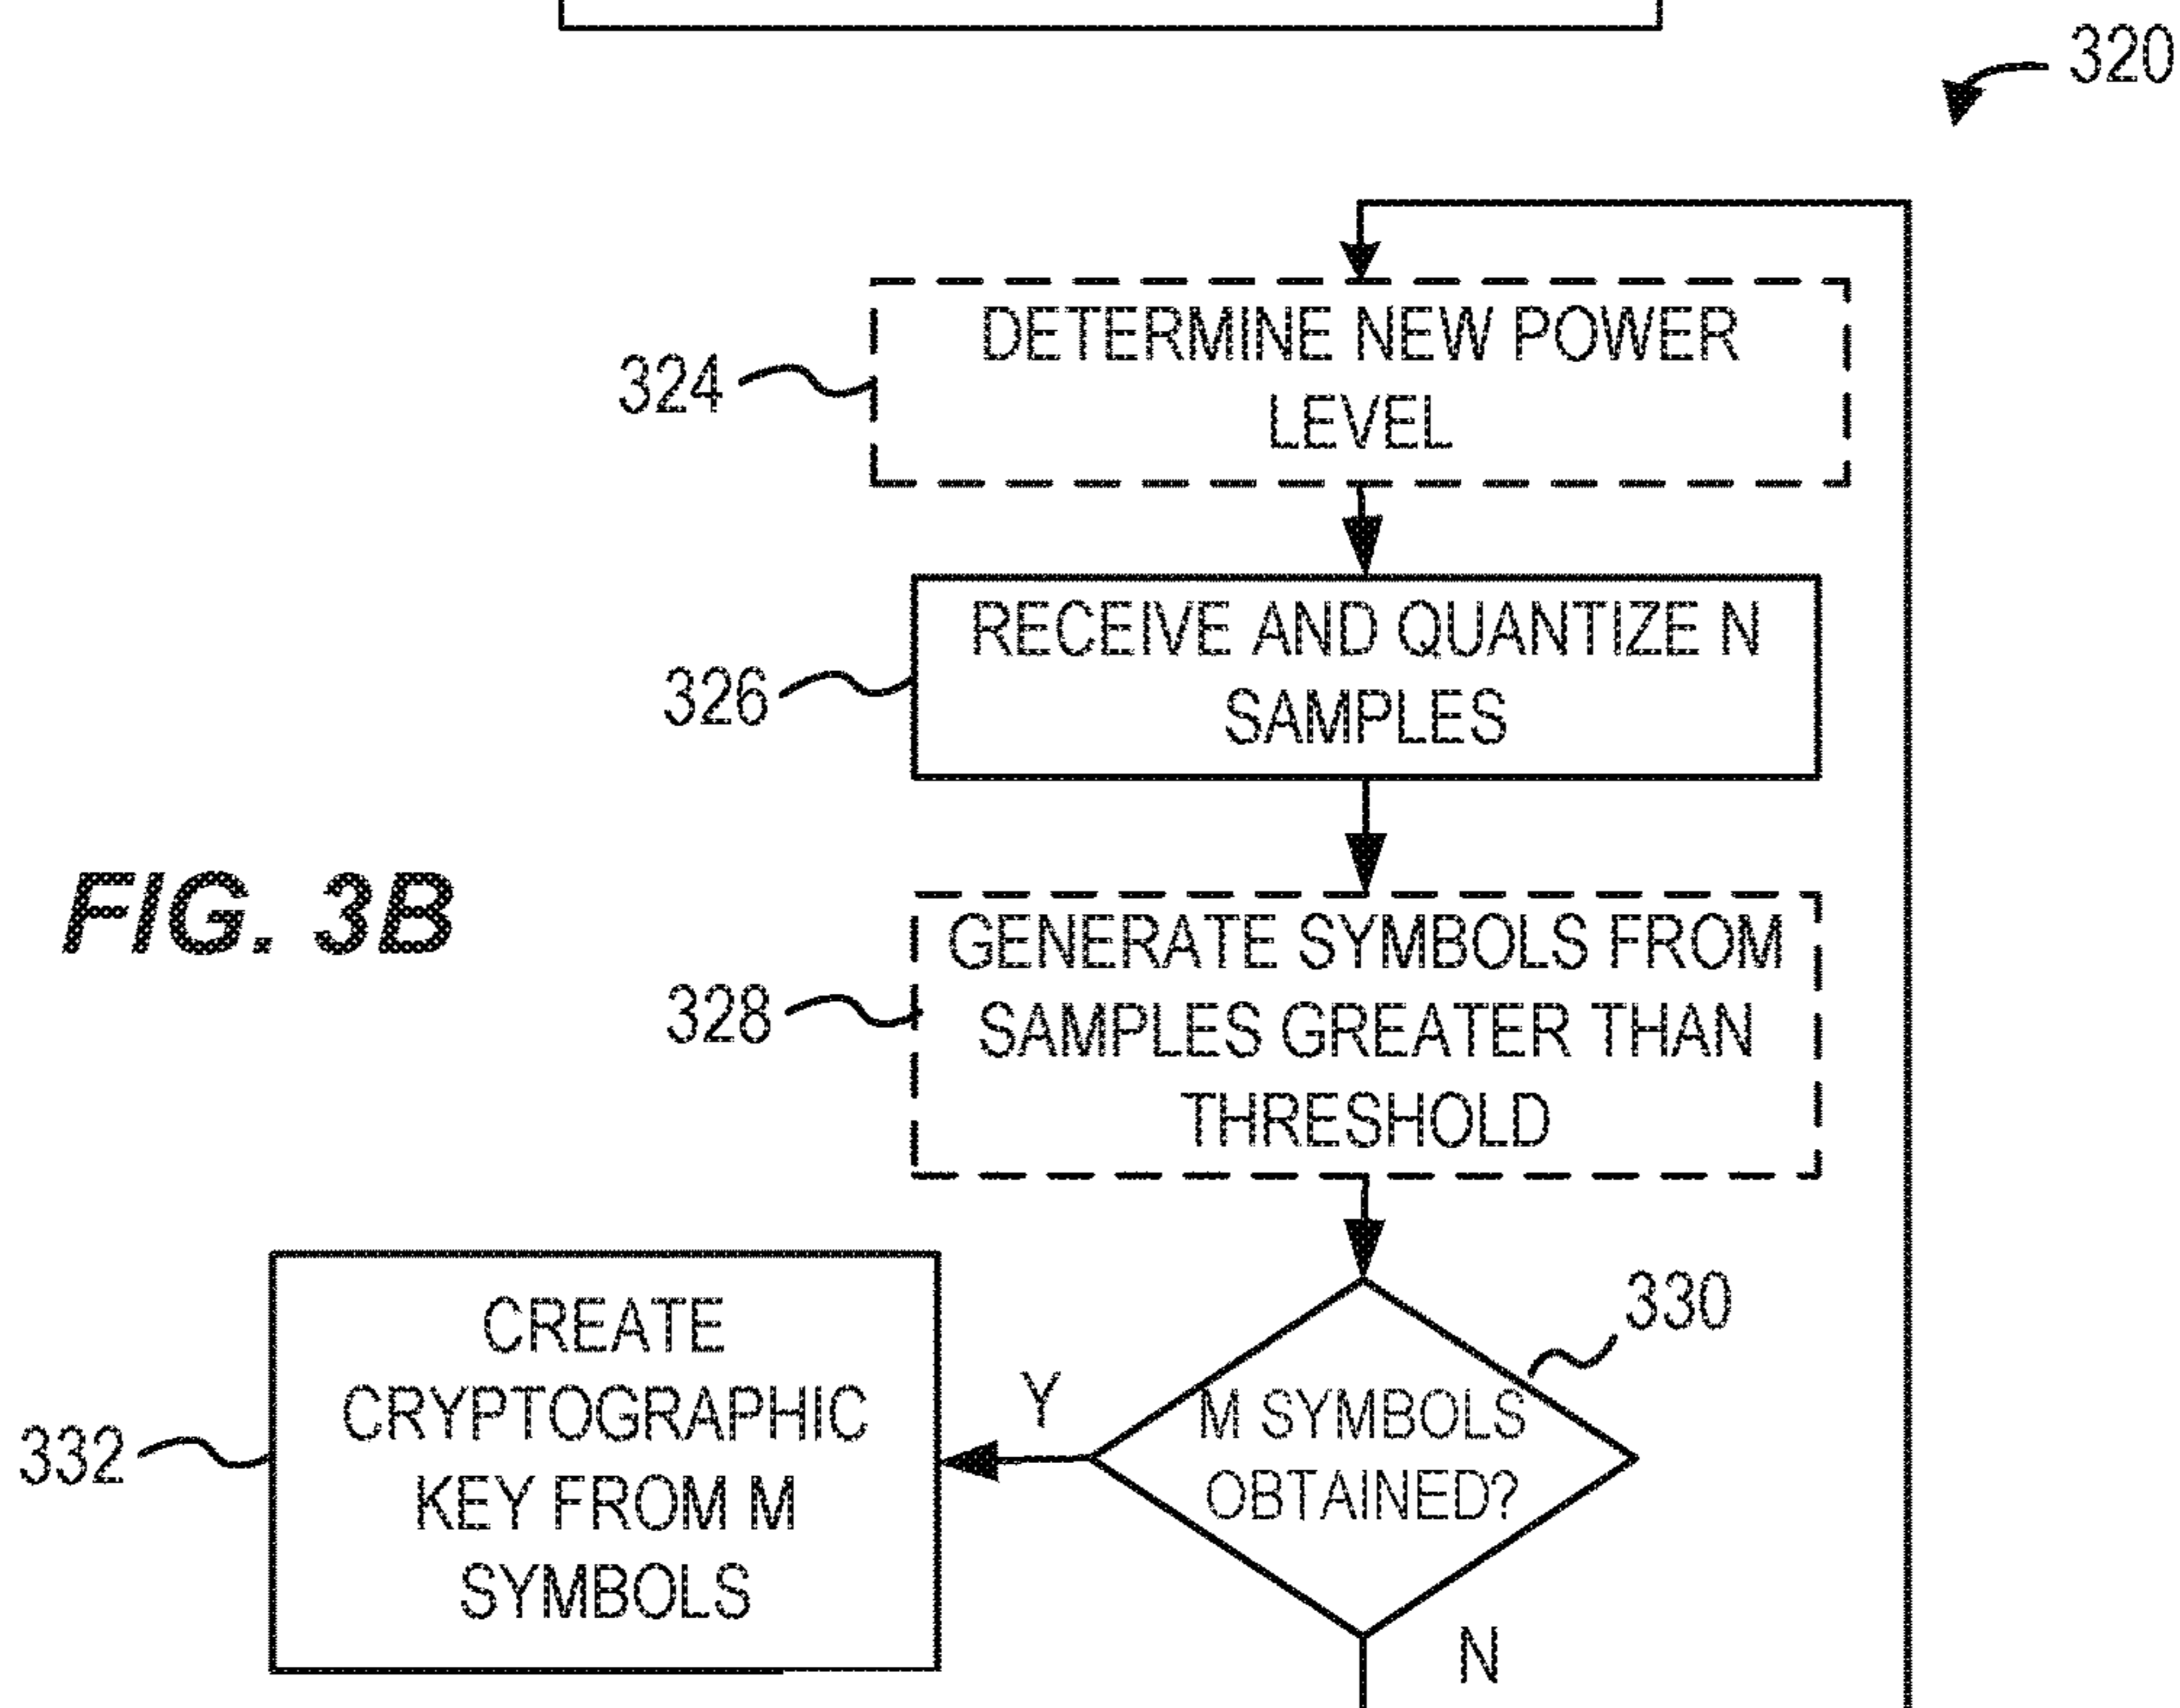 320
DETERMINE NEW POWER
LEVEL
324
RECEIVE AND QUANTIZE N
SAMPLES
326
FIG. 3B
GENERATE SYMBOLS FROM
SAMPLES GREATER THAN
THRESHOLD
328
330
M SYMBOLS
OBTAINED?
Y
CREATE
CRYPTOGRAPHIC
KEY FROM M
SYMBOLS
332
N